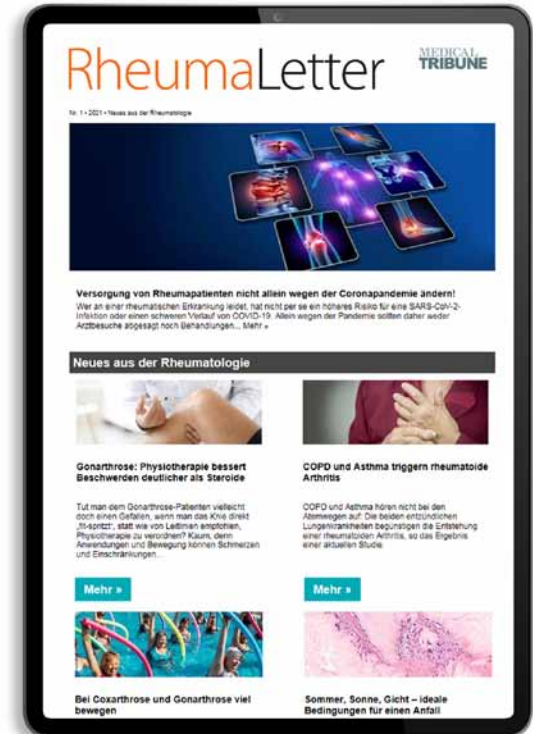 RheumaLetter
MEDICAL
TRIBUNE
Nr. 1 • 2021 • Neues aus der Rheumatologie
Versorgung von Rheumapatienten nicht allein wegen der Coronapandemie ändern!
Wer an einer rheumatischen Erkrankung leidet, hat nicht per se ein höheres Risiko für eine SARS-CoV-2-
Infektion oder einen schweren Verlauf von COVID-19. Allein wegen der Pandemie sollten daher weder
Arztbesuche abgesagt noch Behandlungen... Mehr »
Neues aus der Rheumatologie
Gonarthrose: Physiotherapie bessert
Beschwerden deutlicher als Steroide
Tut man dem Gonarthrose-Patienten vielleicht
doch einen Gefallen, wenn man das Knie direkt
„fit-spritzt“, statt wie von Leitlinien empfohlen,
Physiotherapie zu verordnen? Kaum, denn
Anwendungen und Bewegung können Schmerzen
und Einschränkungen...
Mehr »
COPD und Asthma triggern rheumatoide
Arthritis
COPD und Asthma hören nicht bei den
Atemwegen auf: Die beiden entzündlichen
Lungenkrankheiten begünstigen die Entstehung
einer rheumatoiden Arthritis, so das Ergebnis
einer aktuellen Studie.
Mehr »
Bei Coxarthrose und Gonarthrose viel
bewegen
Sommer, Sonne, Gicht – ideale
Bedingungen für einen Anfall